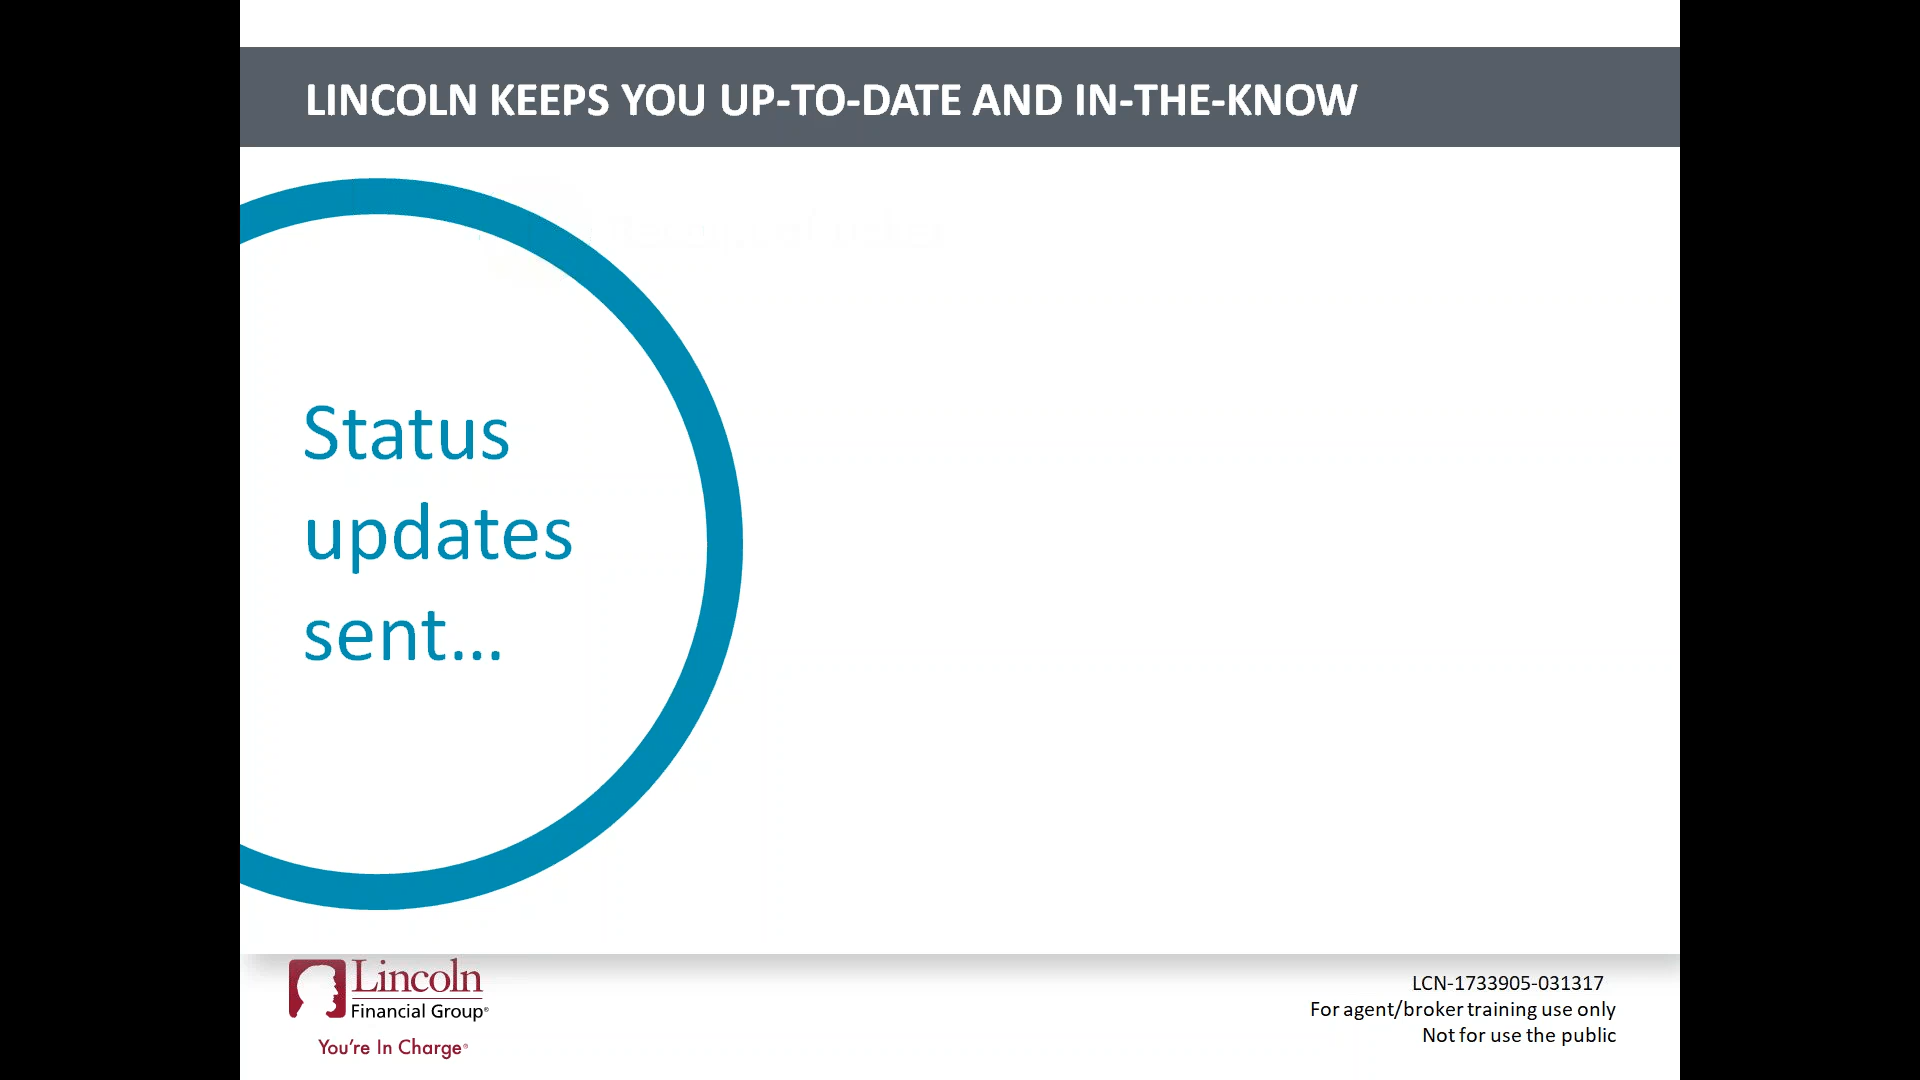 LINCOLN KEEPS YOU UP-TO-DATE AND IN-THE-KNOW
Status
updates
sent...
Lincoln
Financial Group®
You're In Charge®
LCN-1733905-031317
For agent/broker training use only
Not for use the public